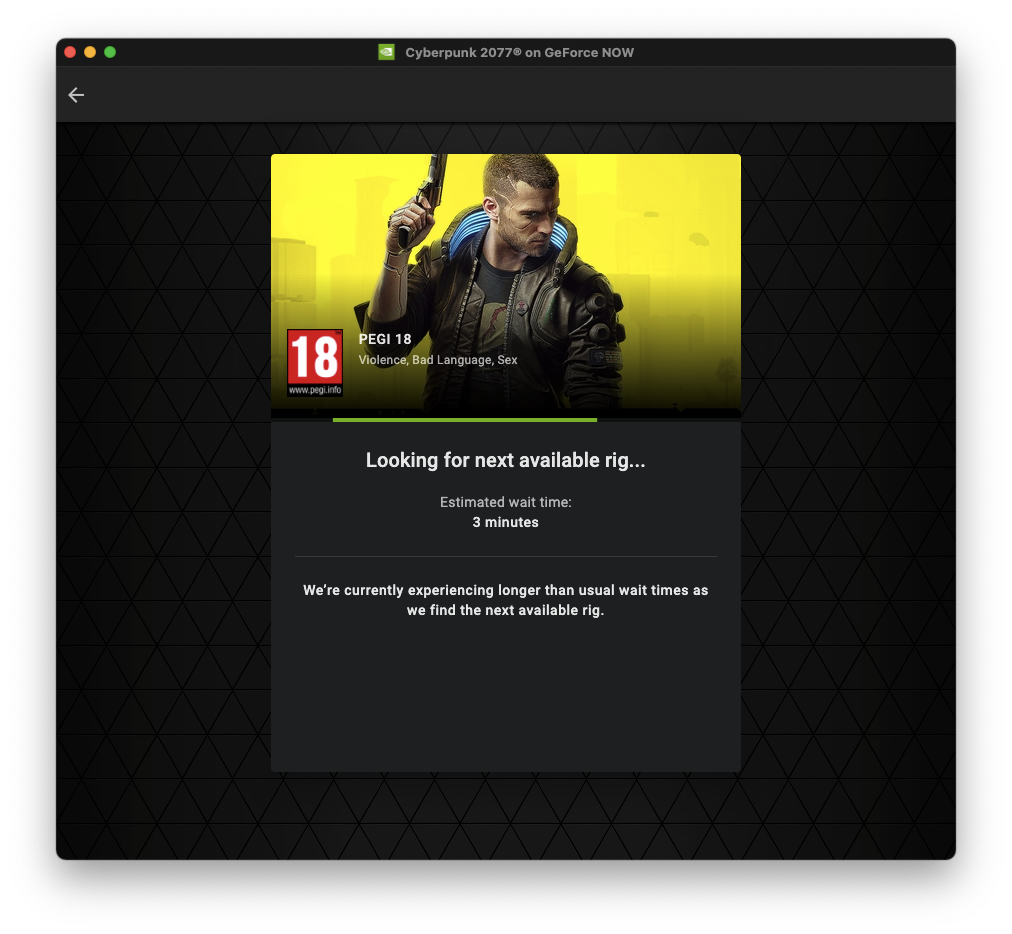 Cyberpunk 2077® on GeForce NOW
18
www.pegi.info
PEGI 18
Violence, Bad Language, Sex
Looking for next available rig...
Estimated wait time:
3 minutes
We’re currently experiencing longer than usual wait times as
we find the next available rig.